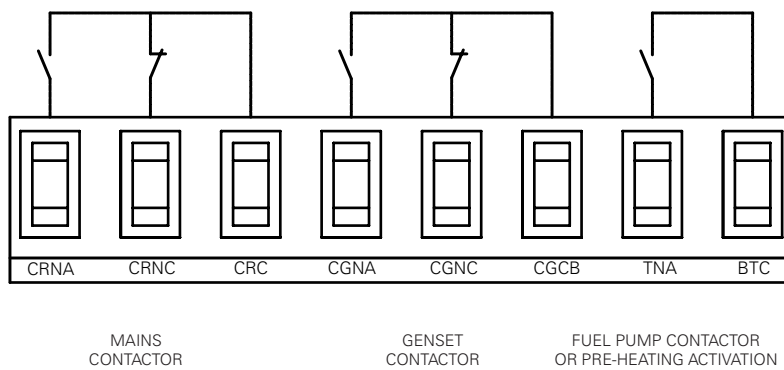 CRNA CRNC CRC CGNA CGNC CGCB TNA BTC
MAINS
CONTACTOR
GENSET
CONTACTOR
FUEL PUMP CONTACTOR
OR PRE-HEATING ACTIVATION